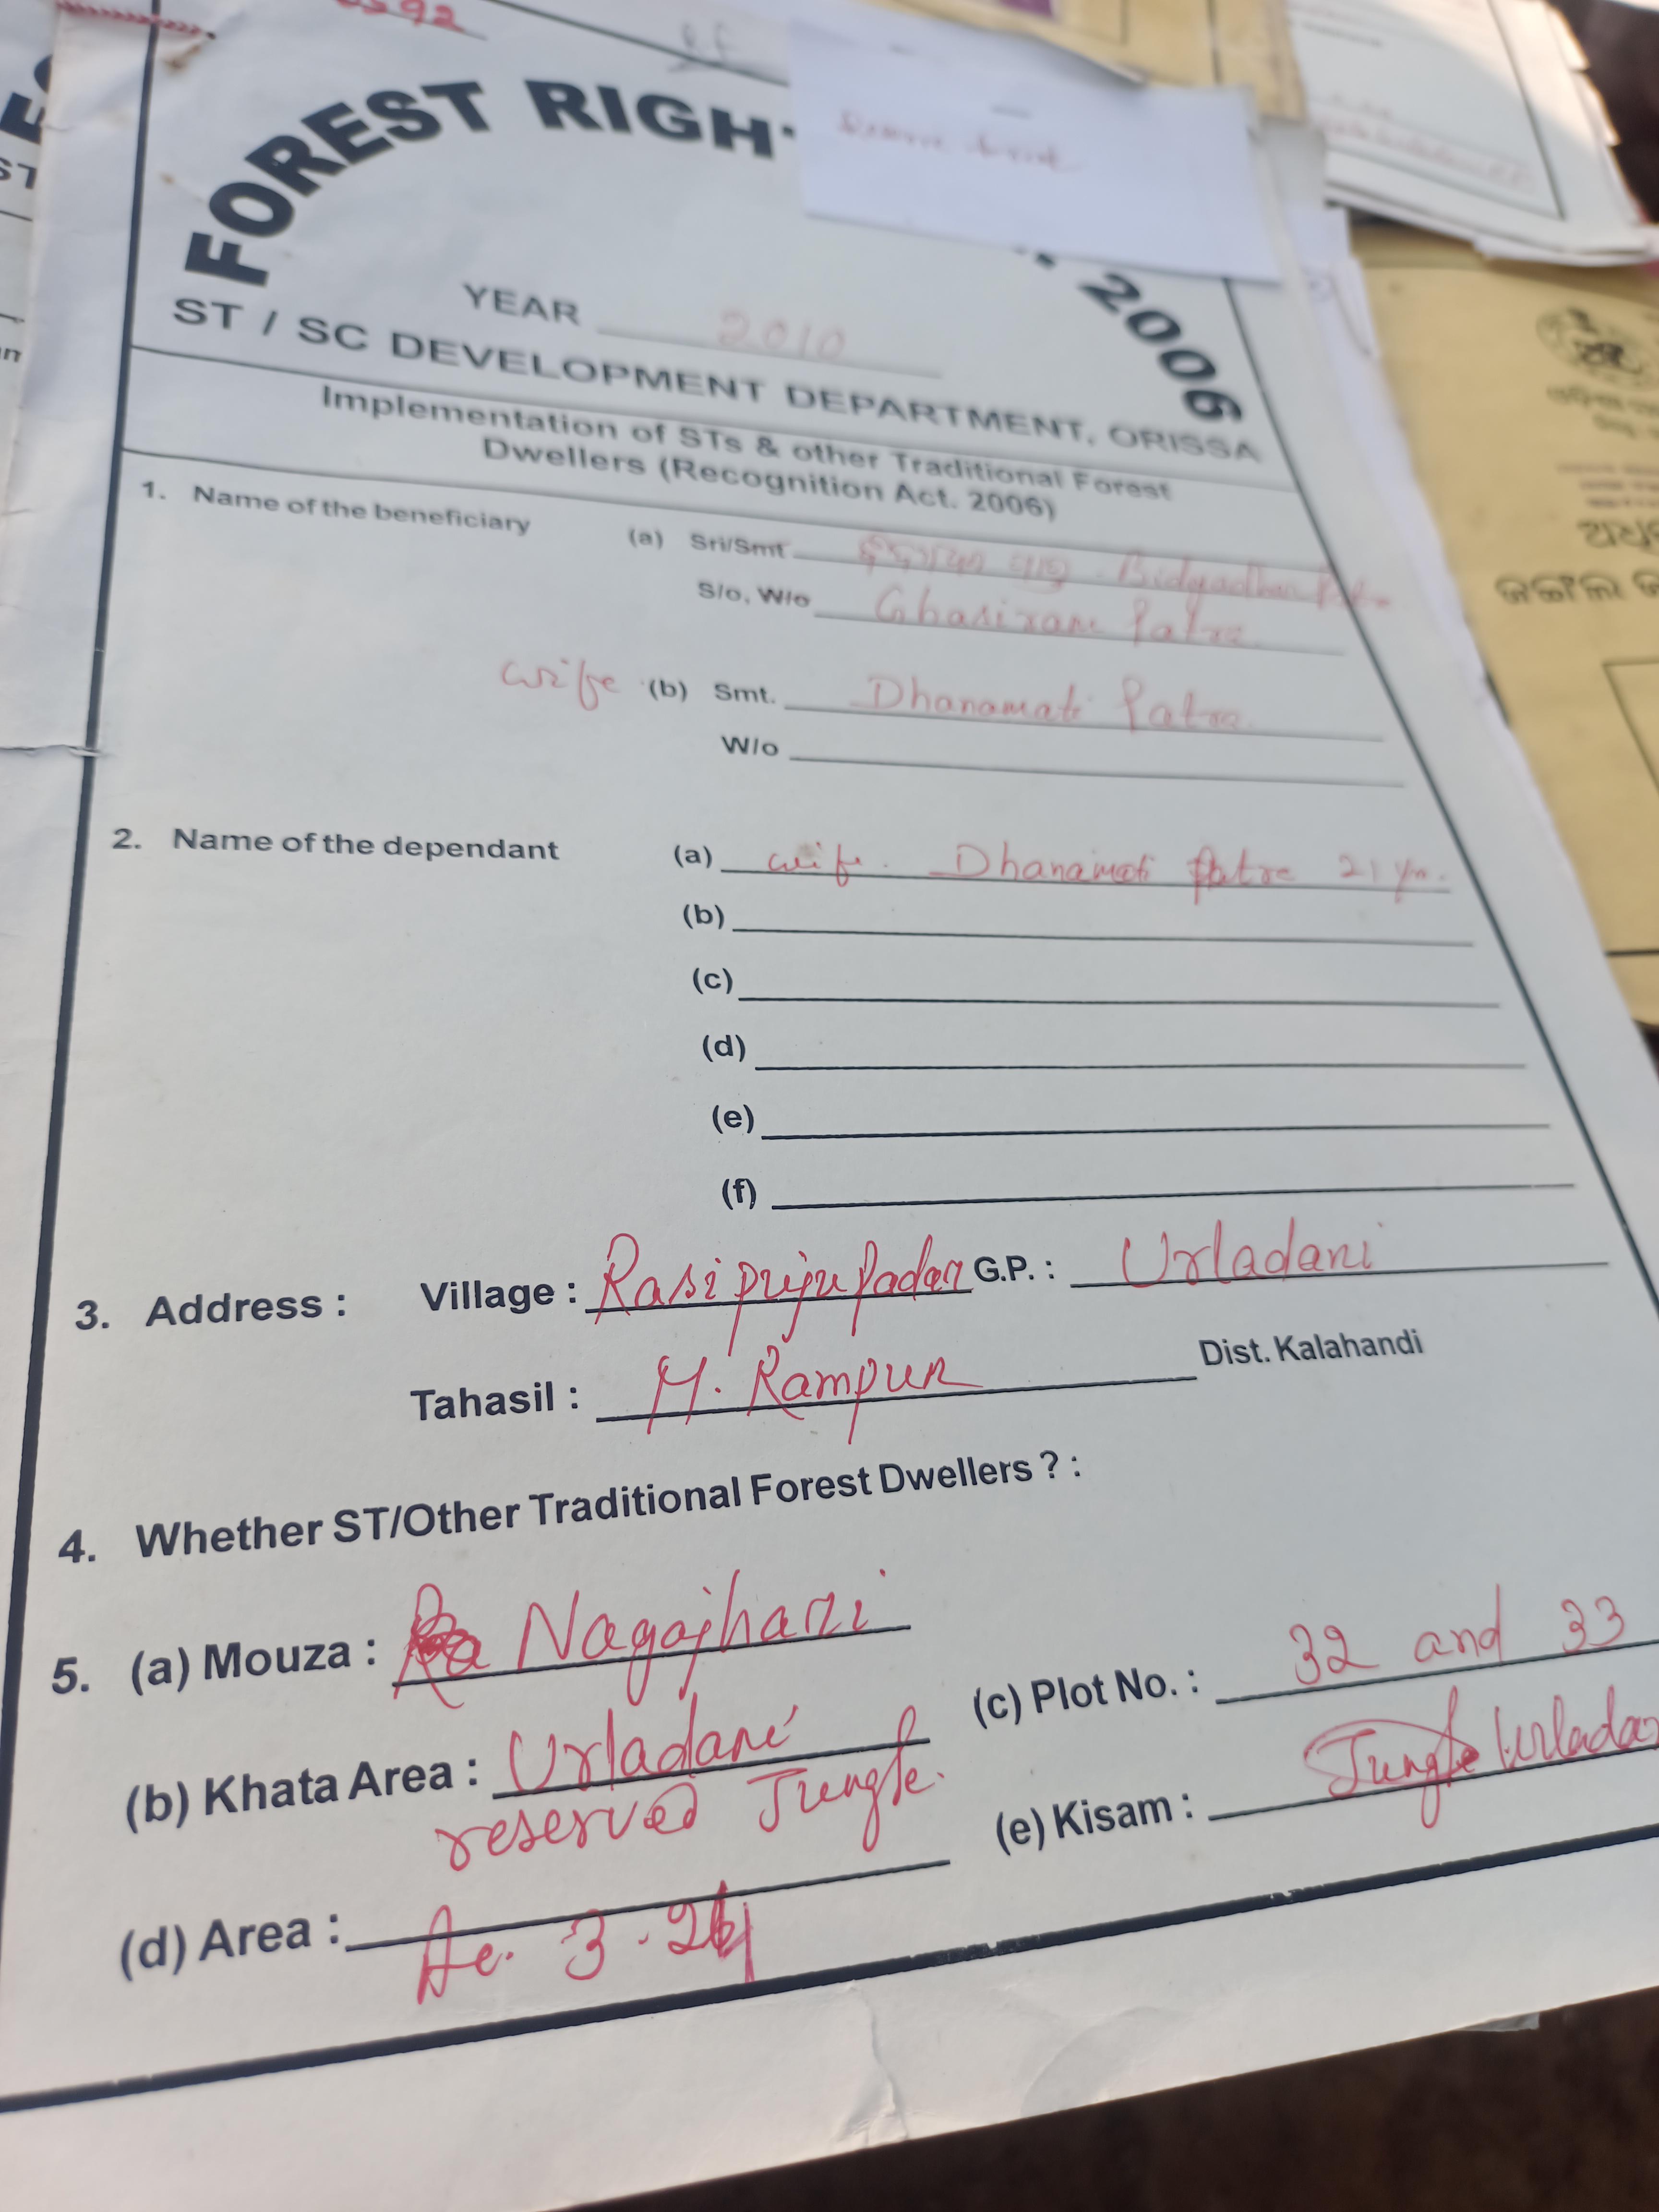 FOREST RIGH
2006
YEAR 2010
ST / SC DEVELOPMENT DEPARTMENT, ORISSA
Implementation of STs & other Traditional Forest
Dwellers (Recognition Act. 2006)
1. Name of the beneficiary (a) Sri/Smt Bidyadhar
S/o, W/o Ghasiram Patra
wife (b) Smt. Dhanamati Patra
W/o
2. Name of the dependant (a) wife. Dhanamati Patra 21 yrs.
(b)
(c)
(d)
(e)
(f)
3. Address : Village : Rasipujupadar G.P. : Urladani
Tahasil : M. Rampur Dist. Kalahandi
4. Whether ST/Other Traditional Forest Dwellers ? :
5. (a) Mouza : Nagajhari
(c) Plot No. : 32 and 33
(b) Khata Area : Urladani
reserved Jungle.
(e) Kisam : Jungle Urlada
(d) Area : Ac. 3.